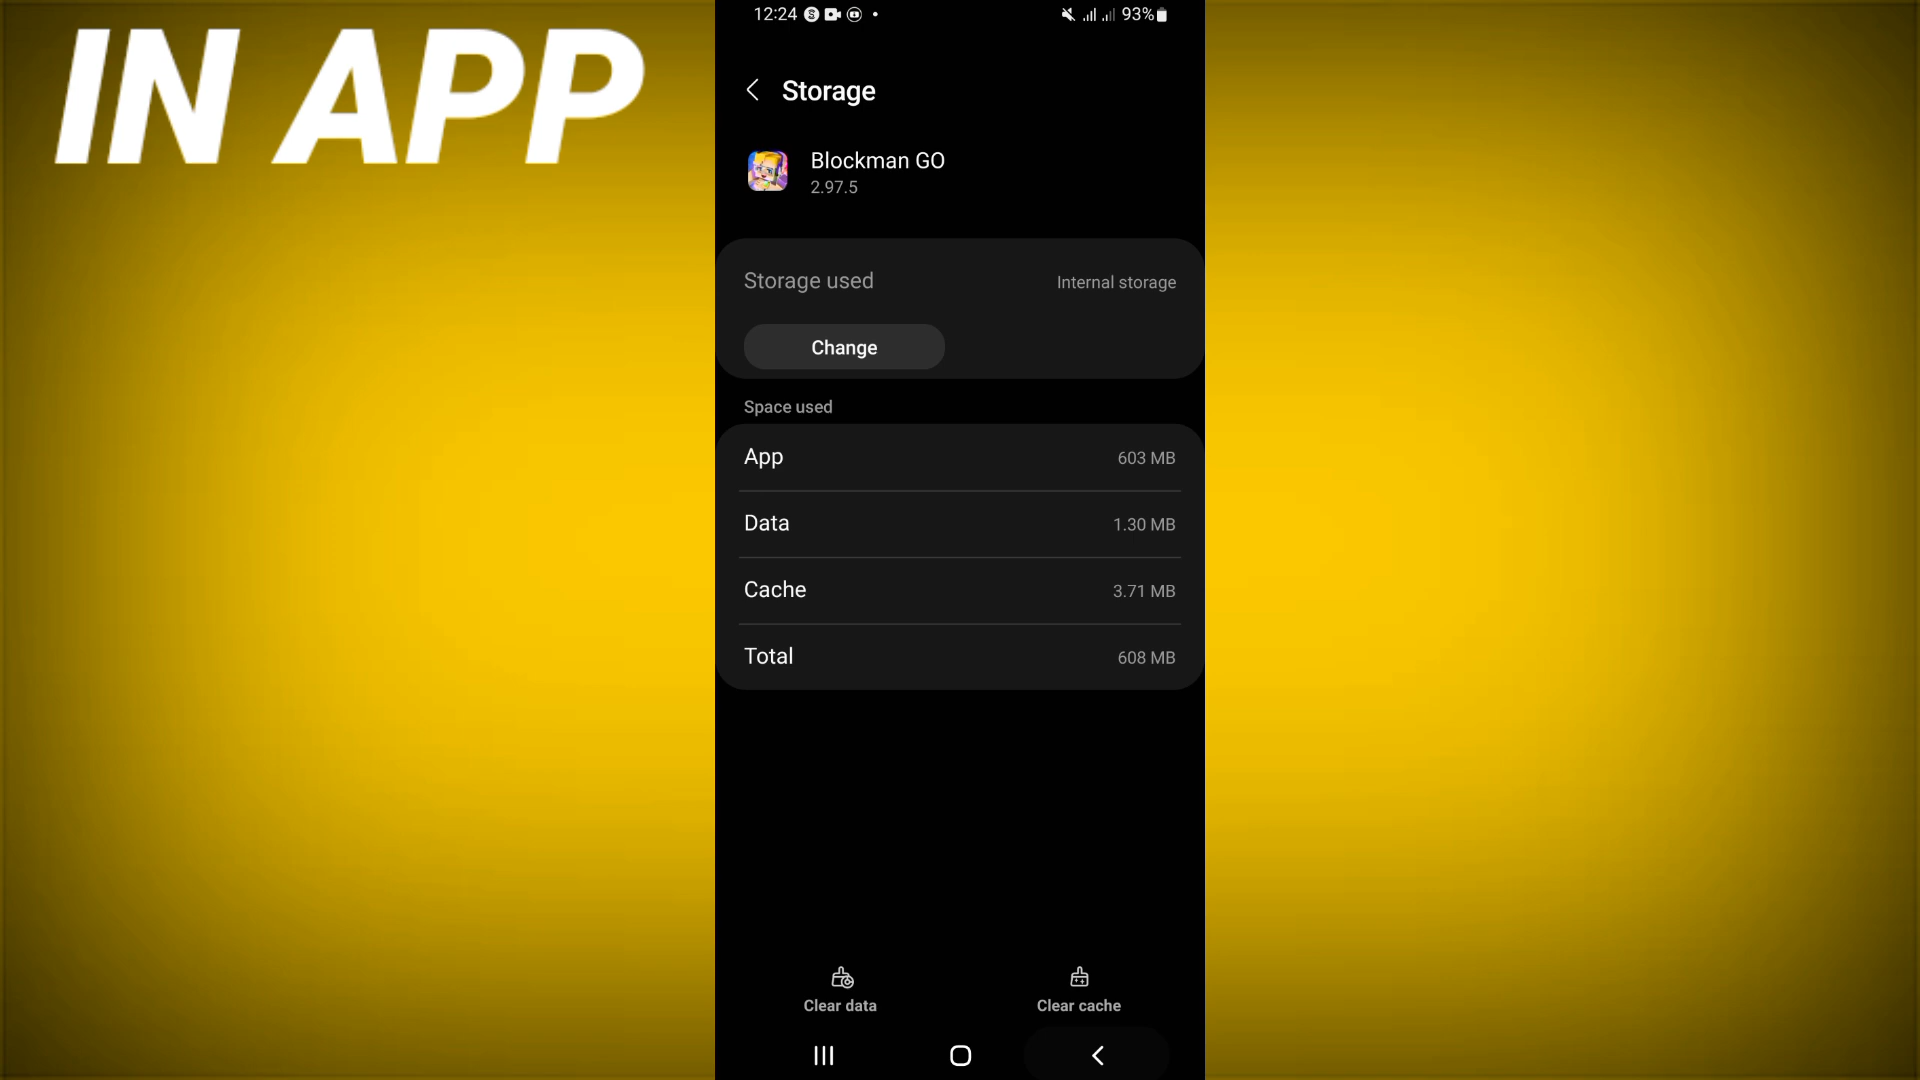 IN APP
12:24
93%
Storage
Blockman GO
2.97.5
Storage used
Internal storage
Change
Space used
App
603 MB
Data
1.30 MB
Cache
3.71 MB
Total
608 MB
Clear data
Clear cache